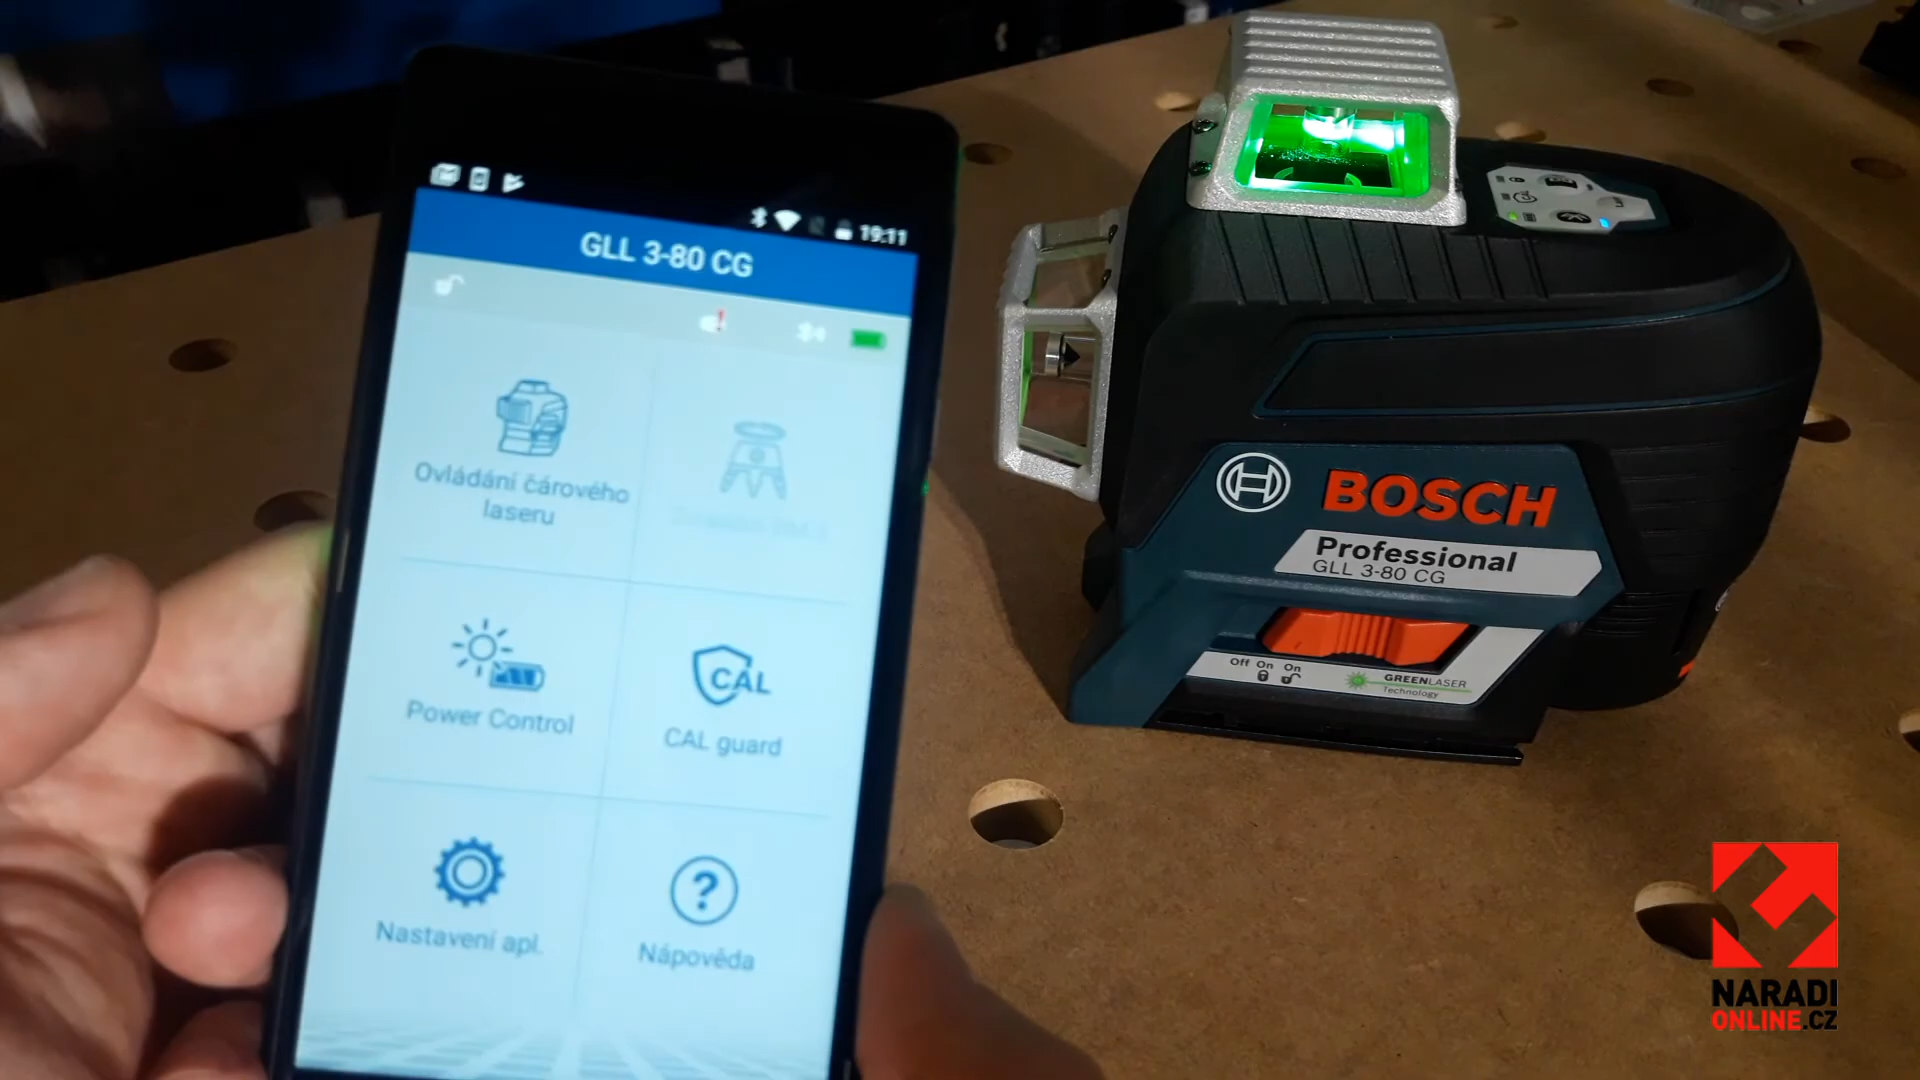 19:11
GLL 3-80 CG
Ovládání čárového
laseru
Power Control
CAL
CAL guard
Nastavení apl.
?
Nápověda
CAL
BOSCH
Professional
GLL 3-80 CG
Off On On
GREENLASER
Technology
NARADI
ONLINE.CZ